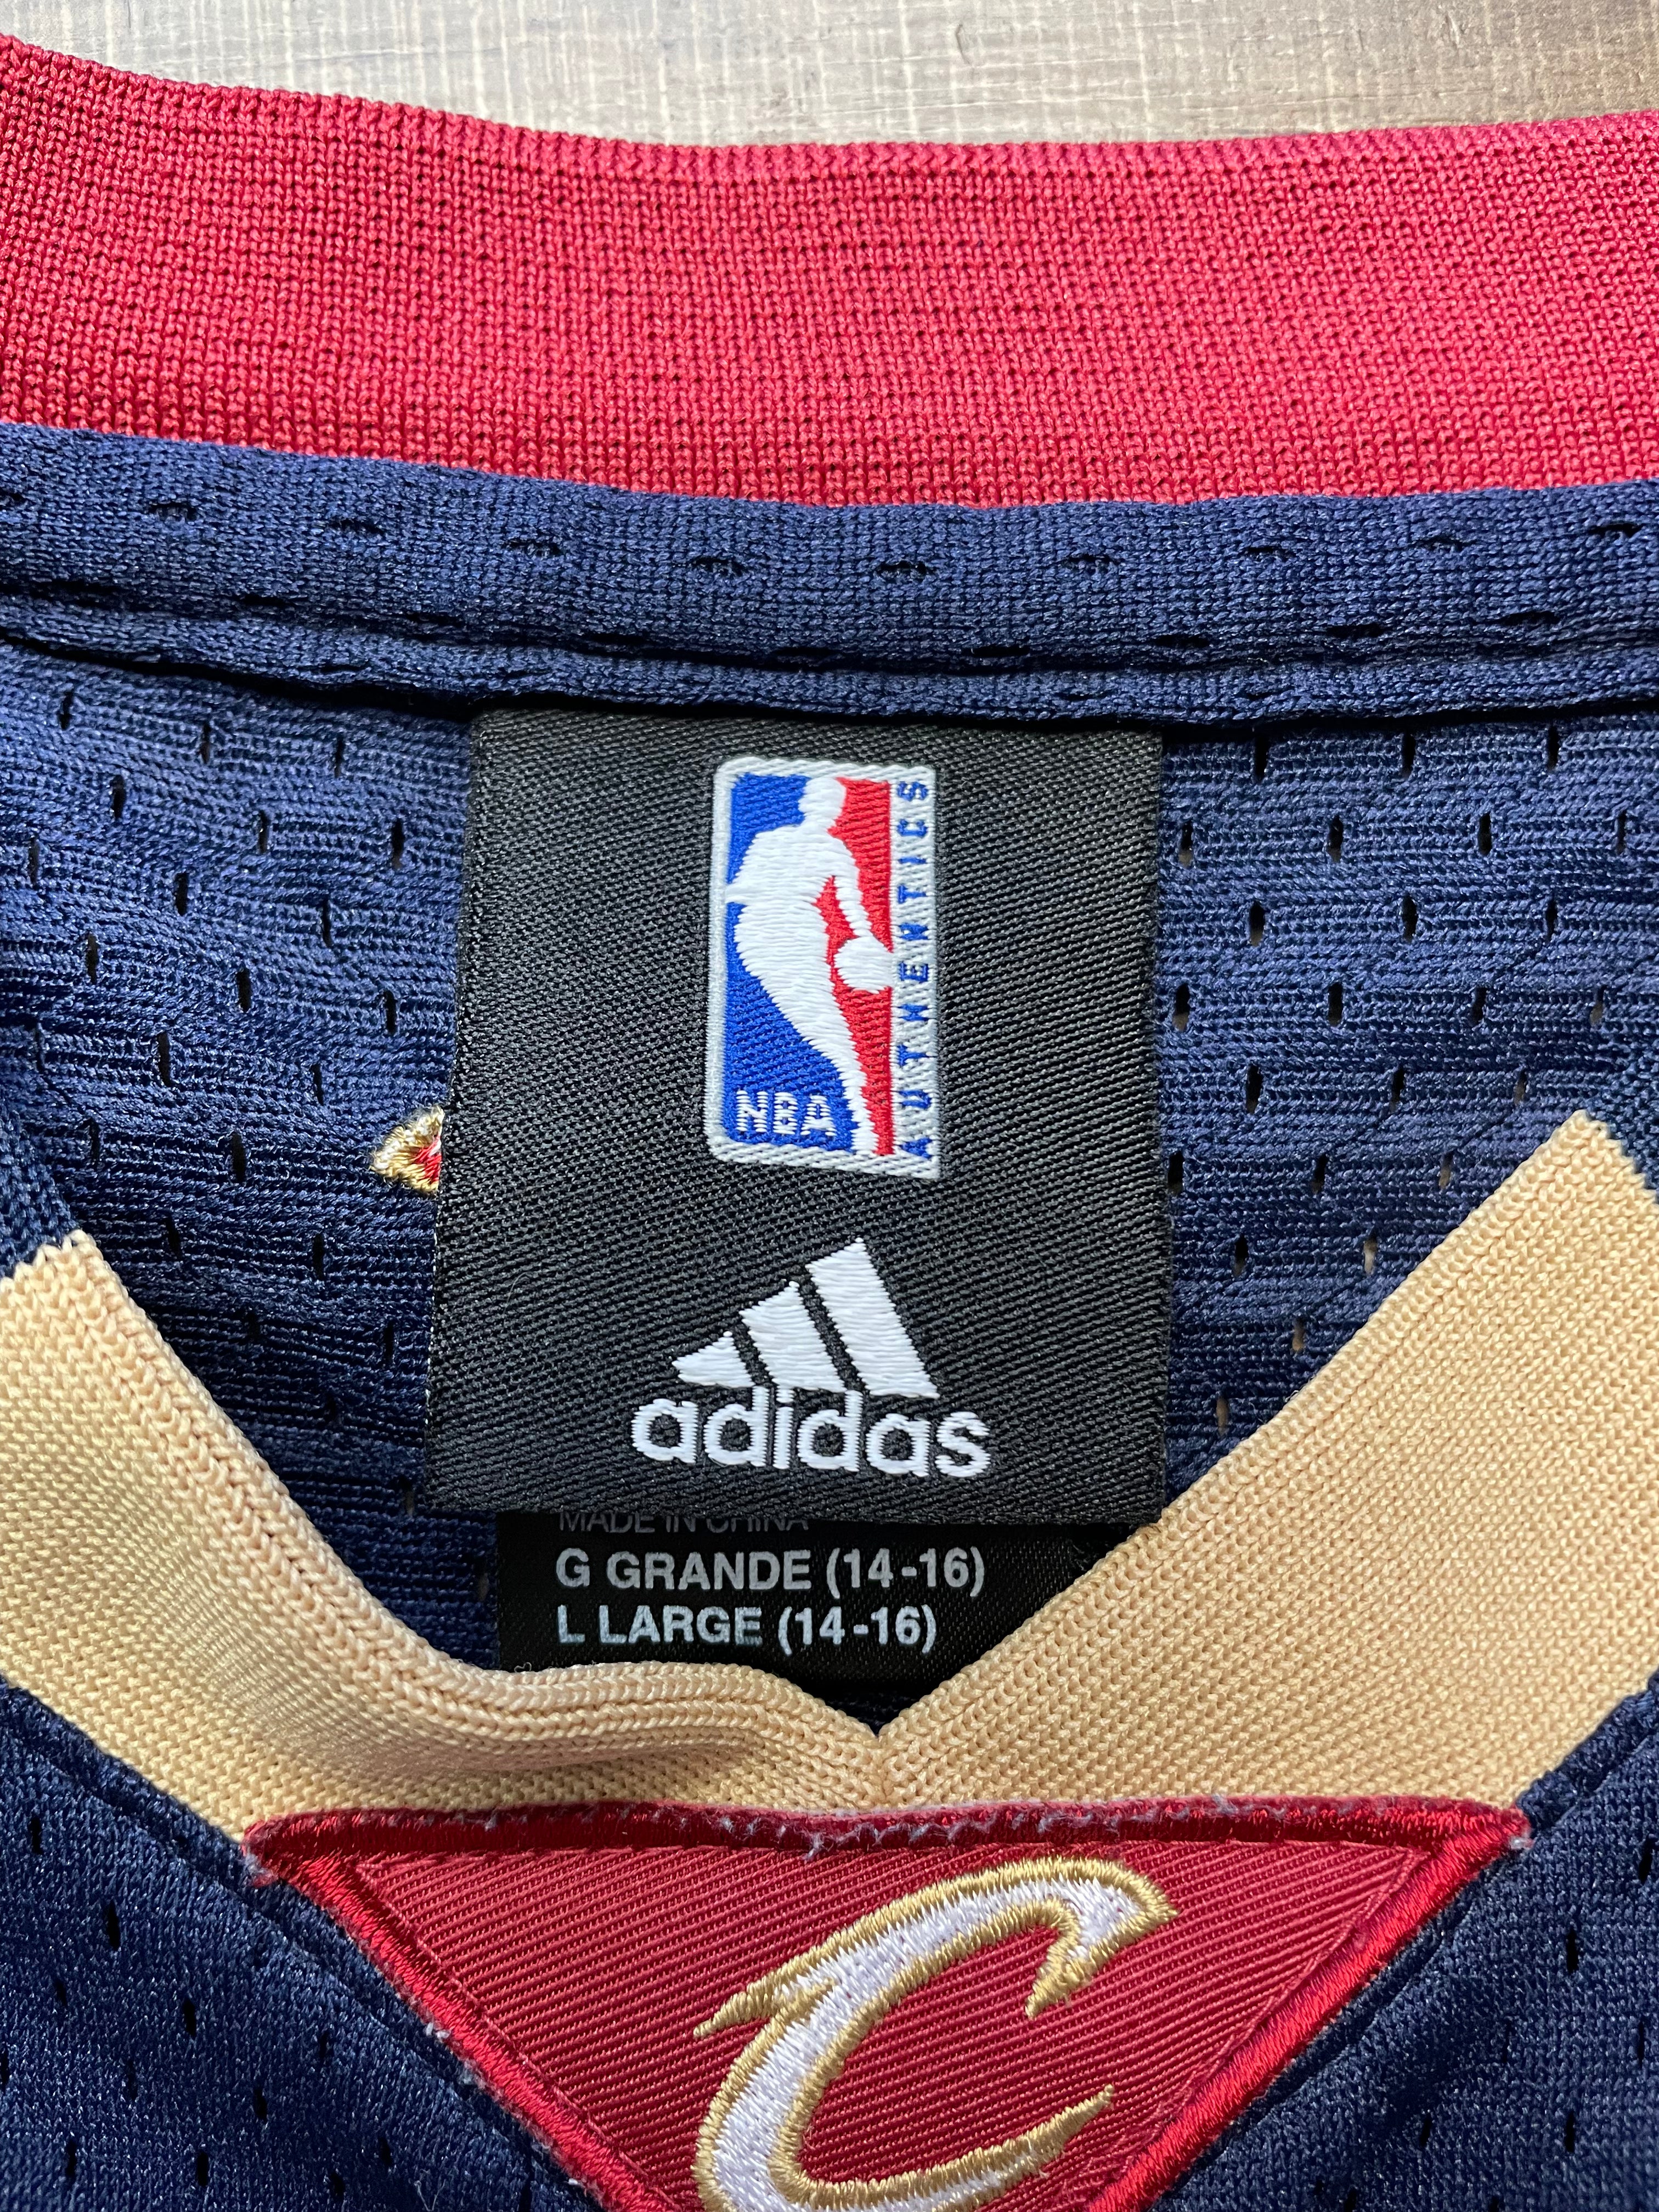 NBA
AUTHENTICS
adidas
MADE IN CHINA
G GRANDE (14-16)
L LARGE (14-16)
C